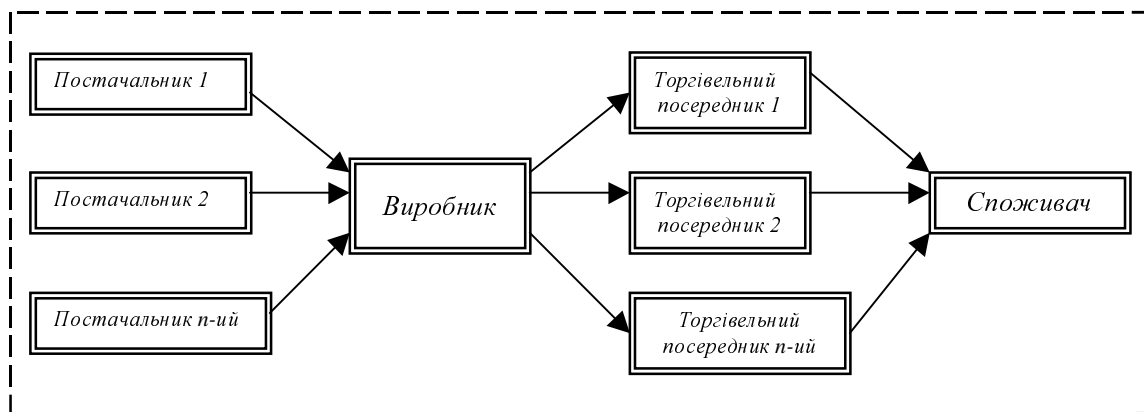 Постачальник 1
Постачальник 2
Постачальник n-ий
Виробник
Торгівельний
посередник 1
Торгівельний
посередник 2
Торгівельний
посередник n-ий
Споживач